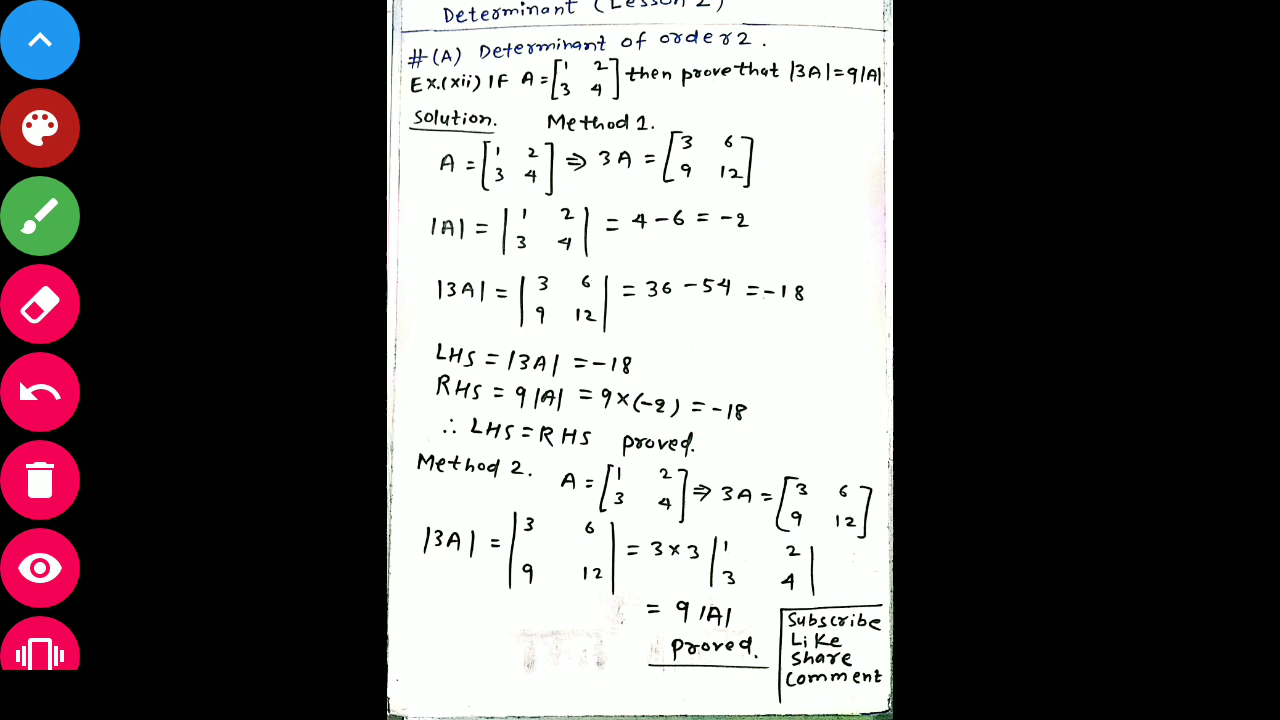 Determinant (Lesson 2)
# (A) Determinant of order 2.
Ex.(xii) IF A = [1 2 3 4] then prove that |3A| = 9|A|
Solution. Method 1.
A = [1 2 3 4] ⇒ 3A = [3 6 9 12]
|A| = |1 2 3 4| = 4 - 6 = -2
|3A| = |3 6 9 12| = 36 - 54 = -18
LHS = |3A| = -18
RHS = 9|A| = 9×(-2) = -18
∴ LHS = RHS proved.
Method 2. A = [1 2 3 4] ⇒ 3A = [3 6 9 12]
|3A| = |3 6 9 12| = 3×3 |1 2 3 4|
= 9|A|
proved.
Subscribe
Like
Share
Comment